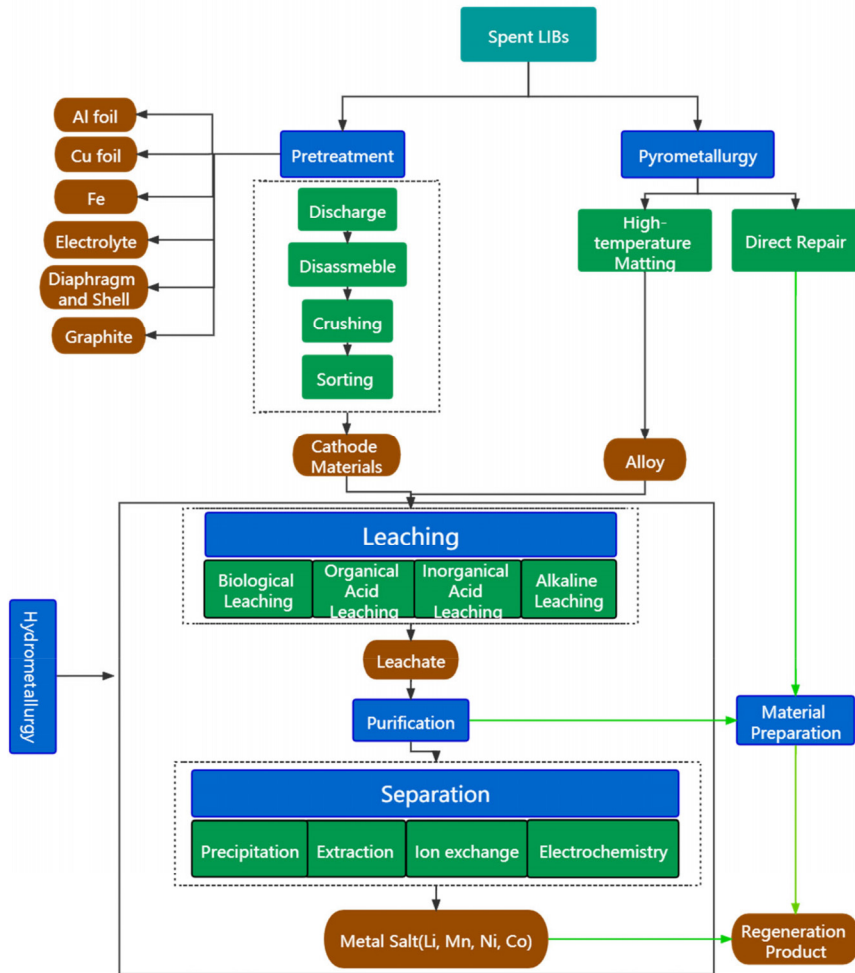 Spent LIBs
Al foil
Cu foil
Fe
Electrolyte
Diaphragm
and Shell
Graphite
Pretreatment
Pyrometallurgy
Discharge
Disassmeble
Crushing
Sorting
High-
temperature
Matting
Direct Repair
Cathode
Materials
Alloy
Hydrometallurgy
Leaching
Biological
Leaching
Organical
Acid
Leaching
Inorganical
Acid
Leaching
Alkaline
Leaching
Leachate
Purification
Material
Preparation
Separation
Precipitation
Extraction
Ion exchange
Electrochemistry
Metal Salt(Li, Mn, Ni, Co)
Regeneration
Product